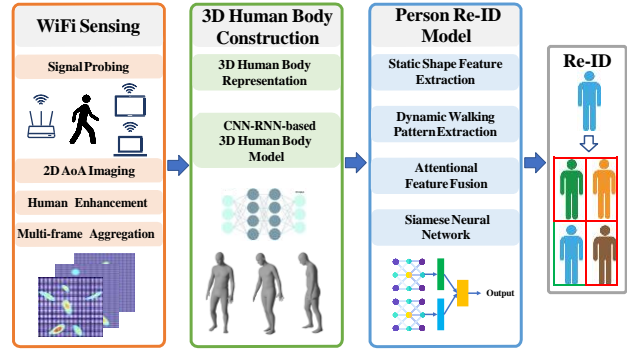 WiFi Sensing
Signal Probing
2D AoA Imaging
Human Enhancement
Multi-frame Aggregation
3D Human Body
Construction
3D Human Body
Representation
CNN-RNN-based
3D Human Body
Model
Person Re-ID
Model
Static Shape Feature
Extraction
Dynamic Walking
Pattern Extraction
Attentional
Feature Fusion
Siamese Neural
Network
Output
Re-ID